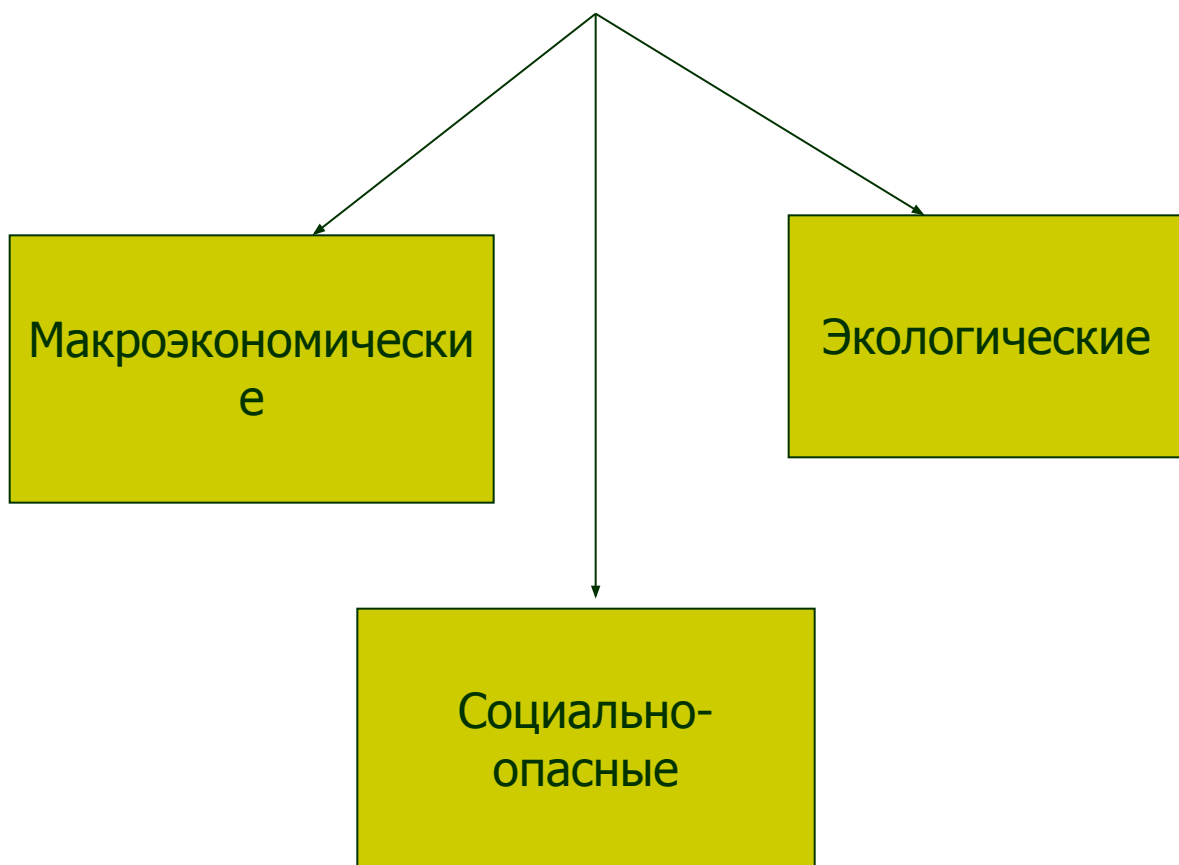 Макроэкономически
е
Экологические
Социально-
опасные